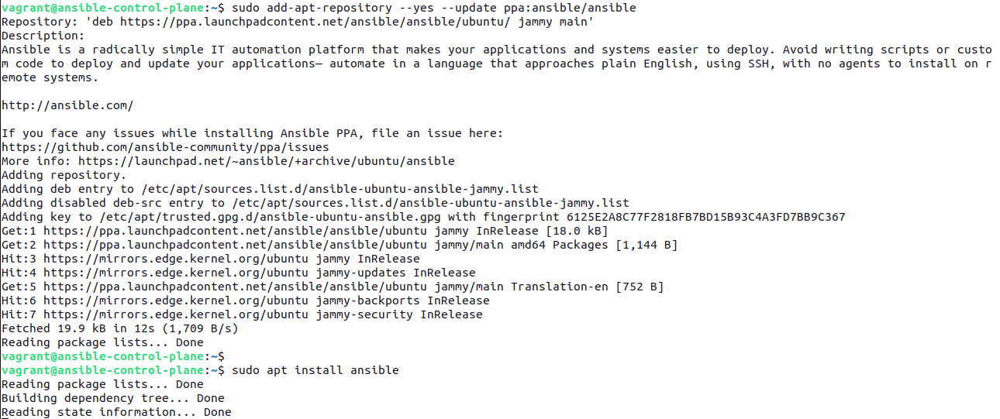 vagrant@ansible-control-plane:~$ sudo add-apt-repository --yes --update ppa:ansible/ansible
Repository: 'deb https://ppa.launchpadcontent.net/ansible/ansible/ubuntu/ jammy main'
Description:
Ansible is a radically simple IT automation platform that makes your applications and systems easier to deploy. Avoid writing scripts or custo
m code to deploy and update your applications— automate in a language that approaches plain English, using SSH, with no agents to install on r
emote systems.
http://ansible.com/
If you face any issues while installing Ansible PPA, file an issue here:
https://github.com/ansible-community/ppa/issues
More info: https://launchpad.net/~ansible/+archive/ubuntu/ansible
Adding repository.
Adding deb entry to /etc/apt/sources.list.d/ansible-ubuntu-ansible-jammy.list
Adding disabled deb-src entry to /etc/apt/sources.list.d/ansible-ubuntu-ansible-jammy.list
Adding key to /etc/apt/trusted.gpg.d/ansible-ubuntu-ansible.gpg with fingerprint 6125E2A8C77F2818FB7BD15B93C4A3FD7BB9C367
Get:1 https://ppa.launchpadcontent.net/ansible/ansible/ubuntu jammy InRelease [18.0 kB]
Get:2 https://ppa.launchpadcontent.net/ansible/ansible/ubuntu jammy/main amd64 Packages [1,144 B]
Hit:3 https://mirrors.edge.kernel.org/ubuntu jammy InRelease
Hit:4 https://mirrors.edge.kernel.org/ubuntu jammy-updates InRelease
Get:5 https://ppa.launchpadcontent.net/ansible/ansible/ubuntu jammy/main Translation-en [752 B]
Hit:6 https://mirrors.edge.kernel.org/ubuntu jammy-backports InRelease
Hit:7 https://mirrors.edge.kernel.org/ubuntu jammy-security InRelease
Fetched 19.9 kB in 12s (1,709 B/s)
Reading package lists... Done
vagrant@ansible-control-plane:~$
vagrant@ansible-control-plane:~$ sudo apt install ansible
Reading package lists... Done
Building dependency tree... Done
Reading state information... Done